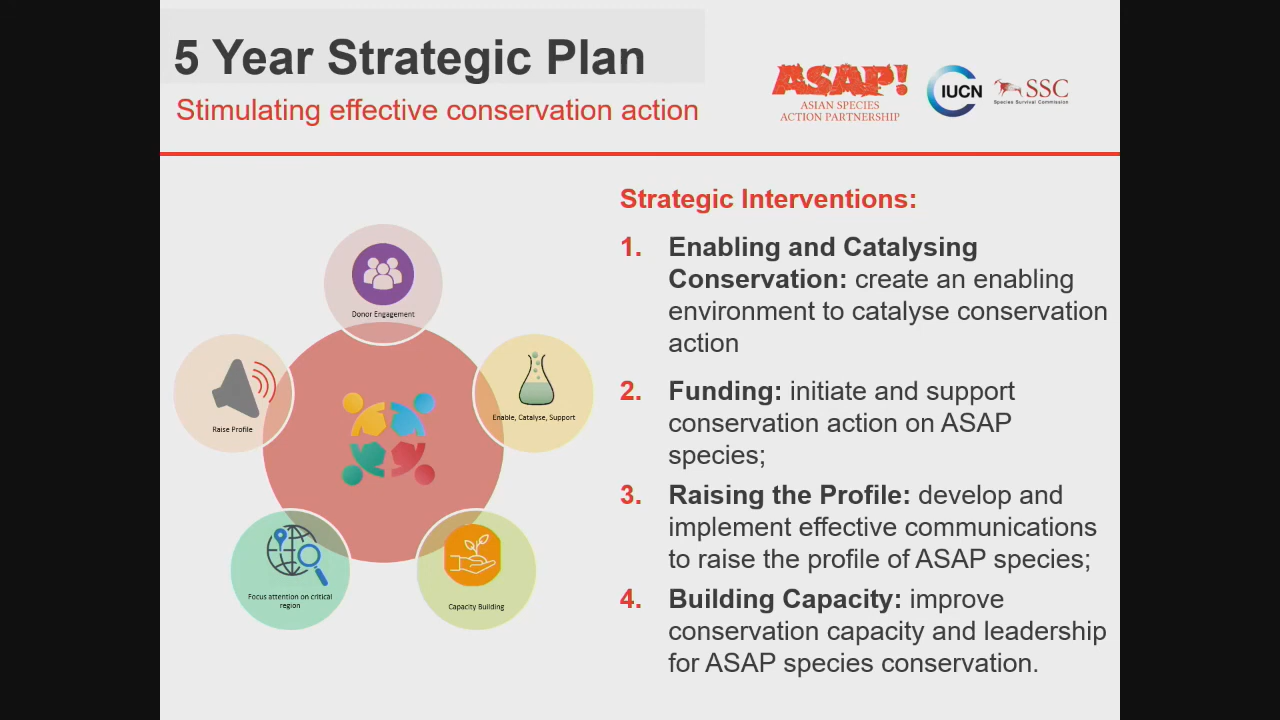 5 Year Strategic Plan
Stimulating effective conservation action
ASAP!
ASIAN SPECIES
ACTION PARTNERSHIP
IUCN
SSC
Species Survival Commission
Donor Engagement
Raise Profile
Enable, Catalyse, Support
Focus attention on critical
region
Capacity Building
Strategic Interventions:
1. Enabling and Catalysing
Conservation: create an enabling
environment to catalyse conservation
action
2. Funding: initiate and support
conservation action on ASAP
species;
3. Raising the Profile: develop and
implement effective communications
to raise the profile of ASAP species;
4. Building Capacity: improve
conservation capacity and leadership
for ASAP species conservation.